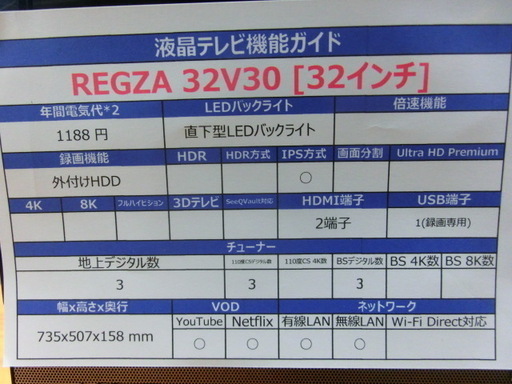 液晶テレビ機能ガイド
REGZA 32V30 [32インチ]
年間電気代*2 LEDバックライト 倍速機能
1188 円 直下型LEDバックライト
録画機能 HDR HDR方式 IPS方式 画面分割 Ultra HD Premium
外付けHDD ○
4K 8K フルハイビジョン 3Dテレビ SeeQVault対応 HDMI端子 USB端子
2端子 1(録画専用)
チューナー
地上デジタル数 110度CSデジタル数 110度CS 4K数 BSデジタル数 BS 4K数 BS 8K数
3 3 3
幅x高さx奥行 VOD ネットワーク
735x507x158 mm YouTube Netflix 有線LAN 無線LAN Wi-Fi Direct対応
○ ○ ○ ○